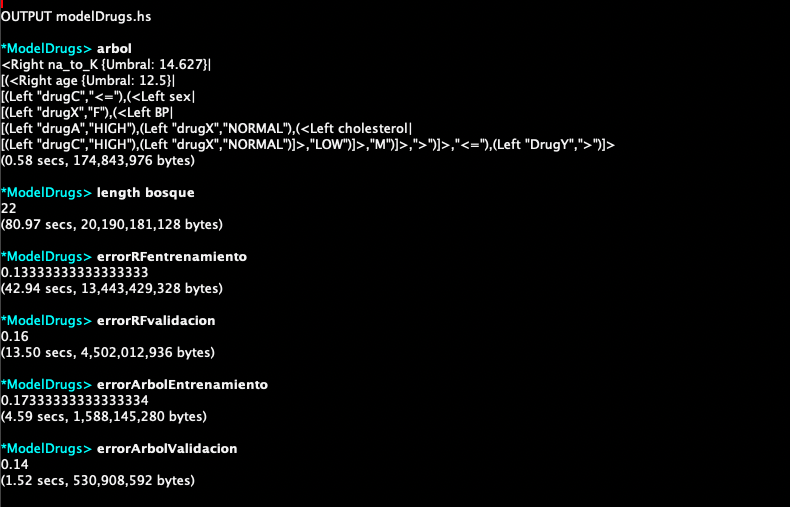 OUTPUT modelDrugs.hs
*ModelDrugs> arbol
<Right na_to_K {Umbral: 14.627}|
[(<Right age {Umbral: 12.5}|
[(Left "drugC","<="),(<Left sex|
[(Left "drugX","F"),(<Left BP|
[(Left "drugA","HIGH"),(Left "drugX","NORMAL"),(<Left cholesterol|
[(Left "drugC","HIGH"),(Left "drugX","NORMAL")]>,"LOW")]>,"M")]>,">")]>,"<="),(Left "DrugY",">")]>
(0.58 secs, 174,843,976 bytes)
*ModelDrugs> length bosque
22
(80.97 secs, 20,190,181,128 bytes)
*ModelDrugs> errorRFentrenamiento
0.13333333333333333
(42.94 secs, 13,443,429,328 bytes)
*ModelDrugs> errorRFvalidacion
0.16
(13.50 secs, 4,502,012,936 bytes)
*ModelDrugs> errorArbolEntrenamiento
0.17333333333333334
(4.59 secs, 1,588,145,280 bytes)
*ModelDrugs> errorArbolValidacion
0.14
(1.52 secs, 530,908,592 bytes)